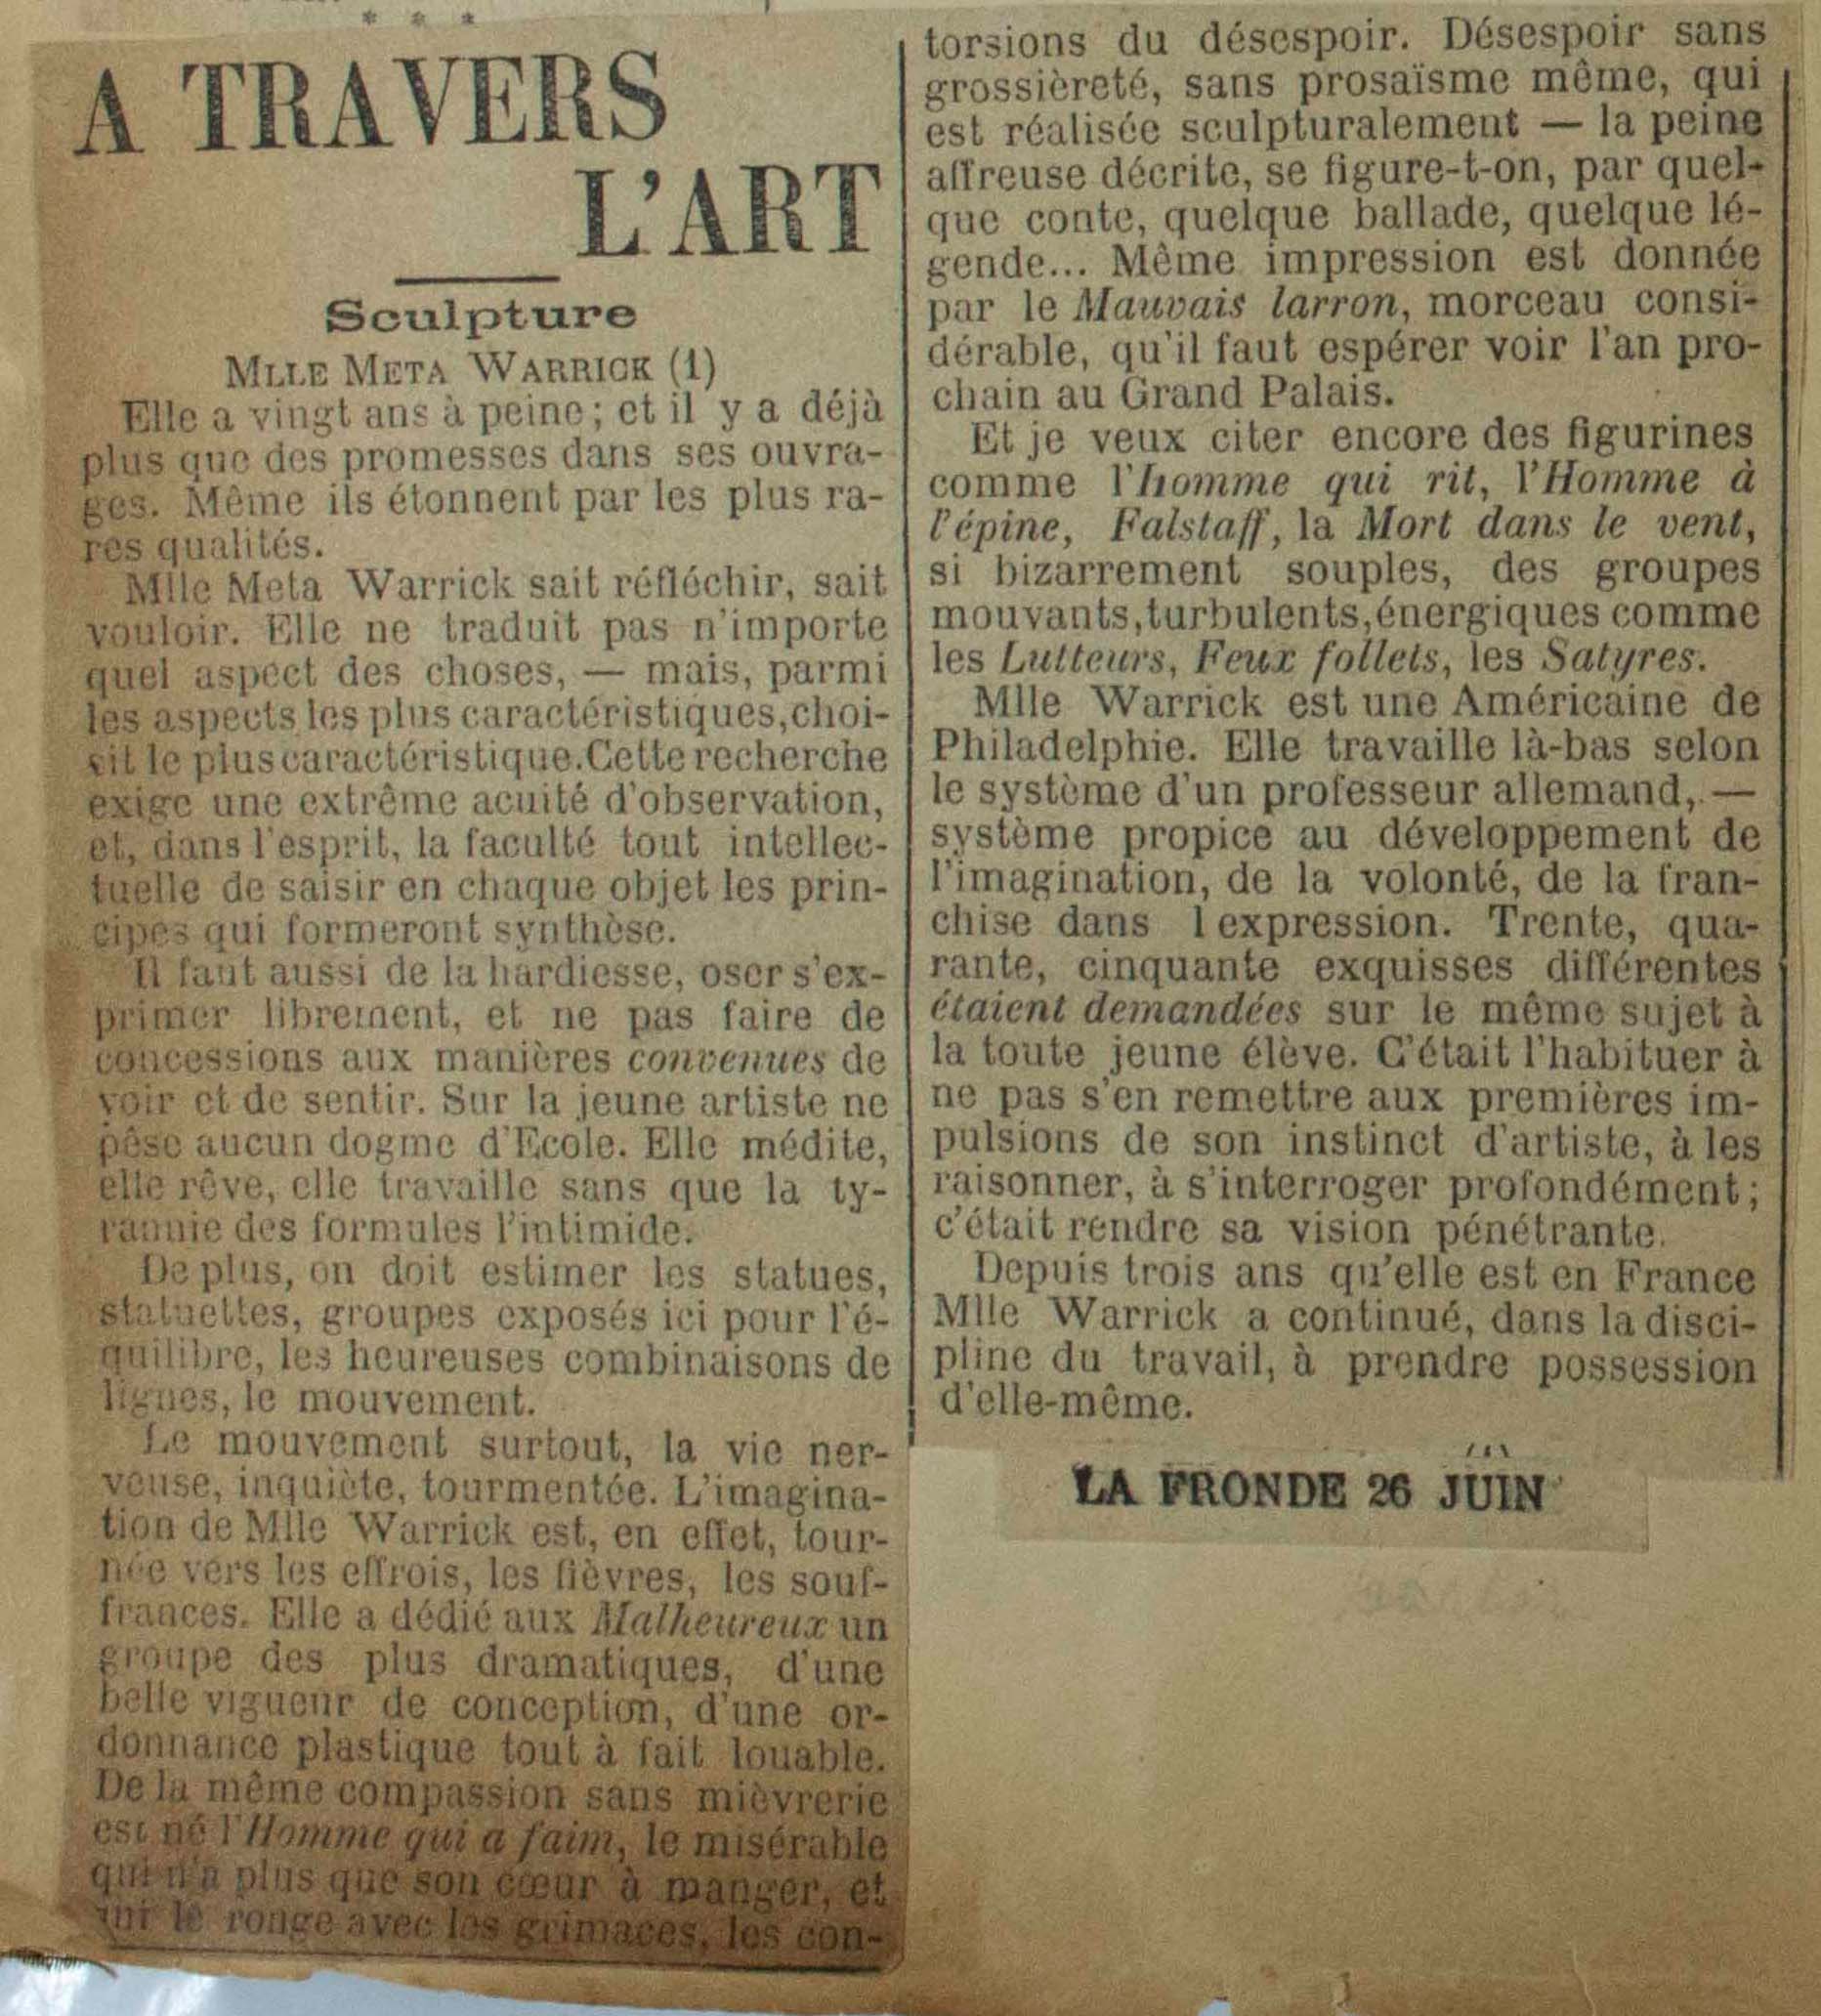 * * *
A TRAVERS
L'ART
Sculpture
MLLE META WARRICK (1)
Elle a vingt ans à peine ; et il y a déjà
plus que des promesses dans ses ouvra-
ges. Même ils étonnent par les plus ra-
res qualités.
Mlle Meta Warrick sait réfléchir, sait
vouloir. Elle ne traduit pas n'importe
quel aspect des choses, — mais, parmi
les aspects les plus caractéristiques, choi-
sit le plus caractéristique. Cette recherche
exige une extrême acuité d'observation,
et, dans l'esprit, la faculté tout intellec-
tuelle de saisir en chaque objet les prin-
cipes qui formeront synthèse.
Il faut aussi de la hardiesse, oser s'ex-
primer librement, et ne pas faire de
concessions aux manières convenues de
voir et de sentir. Sur la jeune artiste ne
pèse aucun dogme d'Ecole. Elle médite,
elle rêve, elle travaille sans que la ty-
rannie des formules l'intimide.
De plus, on doit estimer les statues,
statuettes, groupes exposés ici pour l'é-
quilibre, les heureuses combinaisons de
lignes, le mouvement.
Le mouvement surtout, la vie ner-
veuse, inquiète, tourmentée. L'imagina-
tion de Mlle Warrick est, en effet, tour-
née vers les effrois, les fièvres, les souf-
frances. Elle a dédié aux Malheureux un
groupe des plus dramatiques, d'une
belle vigueur de conception, d'une or-
donnance plastique tout à fait louable.
De la même compassion sans mièvrerie
est né l'Homme qui a faim, le misérable
qui n'a plus que son cœur à manger, et
qui le ronge avec les grimaces, les con-
torsions du désespoir. Désespoir sans
grossièreté, sans prosaïsme même, qui
est réalisée sculpturalement — la peine
affreuse décrite, se figure-t-on, par quel-
que conte, quelque ballade, quelque lé-
gende... Même impression est donnée
par le Mauvais larron, morceau consi-
dérable, qu'il faut espérer voir l'an pro-
chain au Grand Palais.
Et je veux citer encore des figurines
comme l'homme qui rit, l'Homme à
l'épine, Falstaff, la Mort dans le vent,
si bizarrement souples, des groupes
mouvants, turbulents, énergiques comme
les Lutteurs, Feux follets, les Satyres.
Mlle Warrick est une Américaine de
Philadelphie. Elle travaille là-bas selon
le système d'un professeur allemand, —
système propice au développement de
l'imagination, de la volonté, de la fran-
chise dans l expression. Trente, qua-
rante, cinquante exquisses différentes
étaient demandées sur le même sujet à
la toute jeune élève. C'était l'habituer à
ne pas s'en remettre aux premières im-
pulsions de son instinct d'artiste, à les
raisonner, à s'interroger profondément ;
c'était rendre sa vision pénétrante.
Depuis trois ans qu'elle est en France
Mlle Warrick a continué, dans la disci-
pline du travail, à prendre possession
d'elle-même.
LA FRONDE 26 JUIN